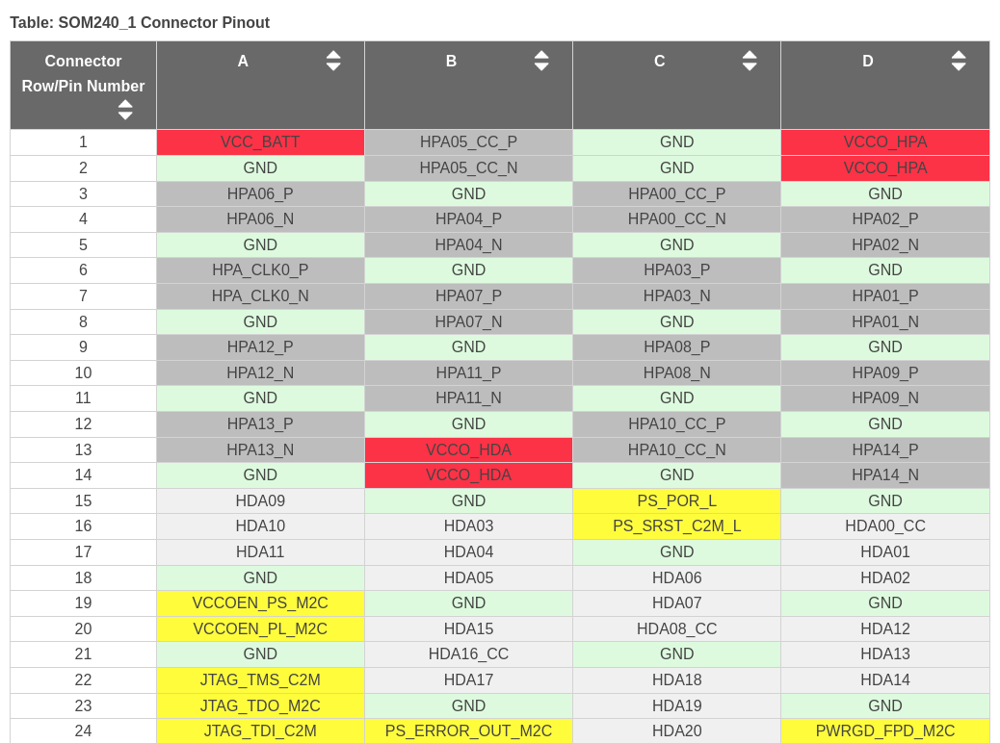 Table: SOM240_1 Connector Pinout
Connector Row/Pin Number A B C D
1 VCC_BATT HPA05_CC_P GND VCCO_HPA
2 GND HPA05_CC_N GND VCCO_HPA
3 HPA06_P GND HPA00_CC_P GND
4 HPA06_N HPA04_P HPA00_CC_N HPA02_P
5 GND HPA04_N GND HPA02_N
6 HPA_CLK0_P GND HPA03_P GND
7 HPA_CLK0_N HPA07_P HPA03_N HPA01_P
8 GND HPA07_N GND HPA01_N
9 HPA12_P GND HPA08_P GND
10 HPA12_N HPA11_P HPA08_N HPA09_P
11 GND HPA11_N GND HPA09_N
12 HPA13_P GND HPA10_CC_P GND
13 HPA13_N VCCO_HDA HPA10_CC_N HPA14_P
14 GND VCCO_HDA GND HPA14_N
15 HDA09 GND PS_POR_L GND
16 HDA10 HDA03 PS_SRST_C2M_L HDA00_CC
17 HDA11 HDA04 GND HDA01
18 GND HDA05 HDA06 HDA02
19 VCCOEN_PS_M2C GND HDA07 GND
20 VCCOEN_PL_M2C HDA15 HDA08_CC HDA12
21 GND HDA16_CC GND HDA13
22 JTAG_TMS_C2M HDA17 HDA18 HDA14
23 JTAG_TDO_M2C GND HDA19 GND
24 JTAG_TDI_C2M PS_ERROR_OUT_M2C HDA20 PWRGD_FPD_M2C